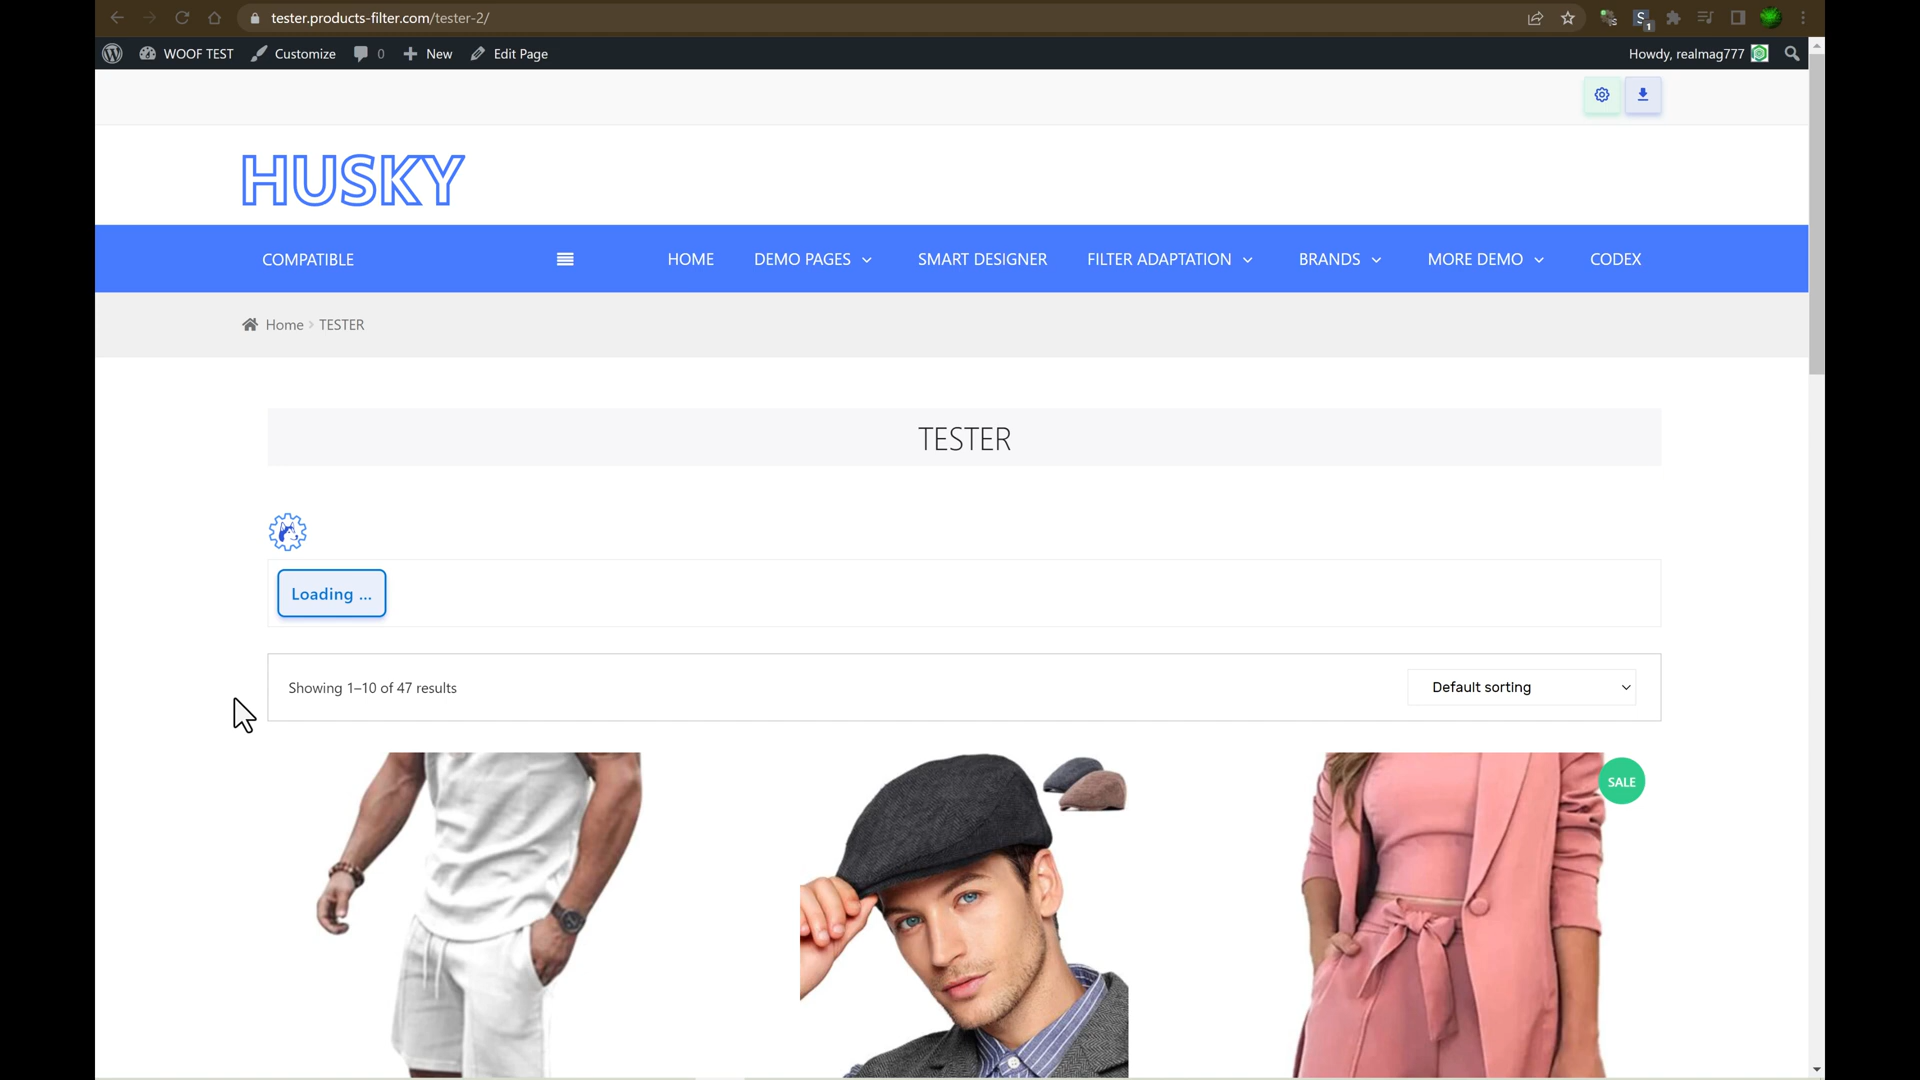 tester.products-filter.com/tester-2/
S 1
WOOF TEST Customize 0 New Edit Page Howdy, realmag777
HUSKY
COMPATIBLE HOME DEMO PAGES SMART DESIGNER FILTER ADAPTATION BRANDS MORE DEMO CODEX
Home TESTER
TESTER
Loading ...
Showing 1–10 of 47 results Default sorting
SALE